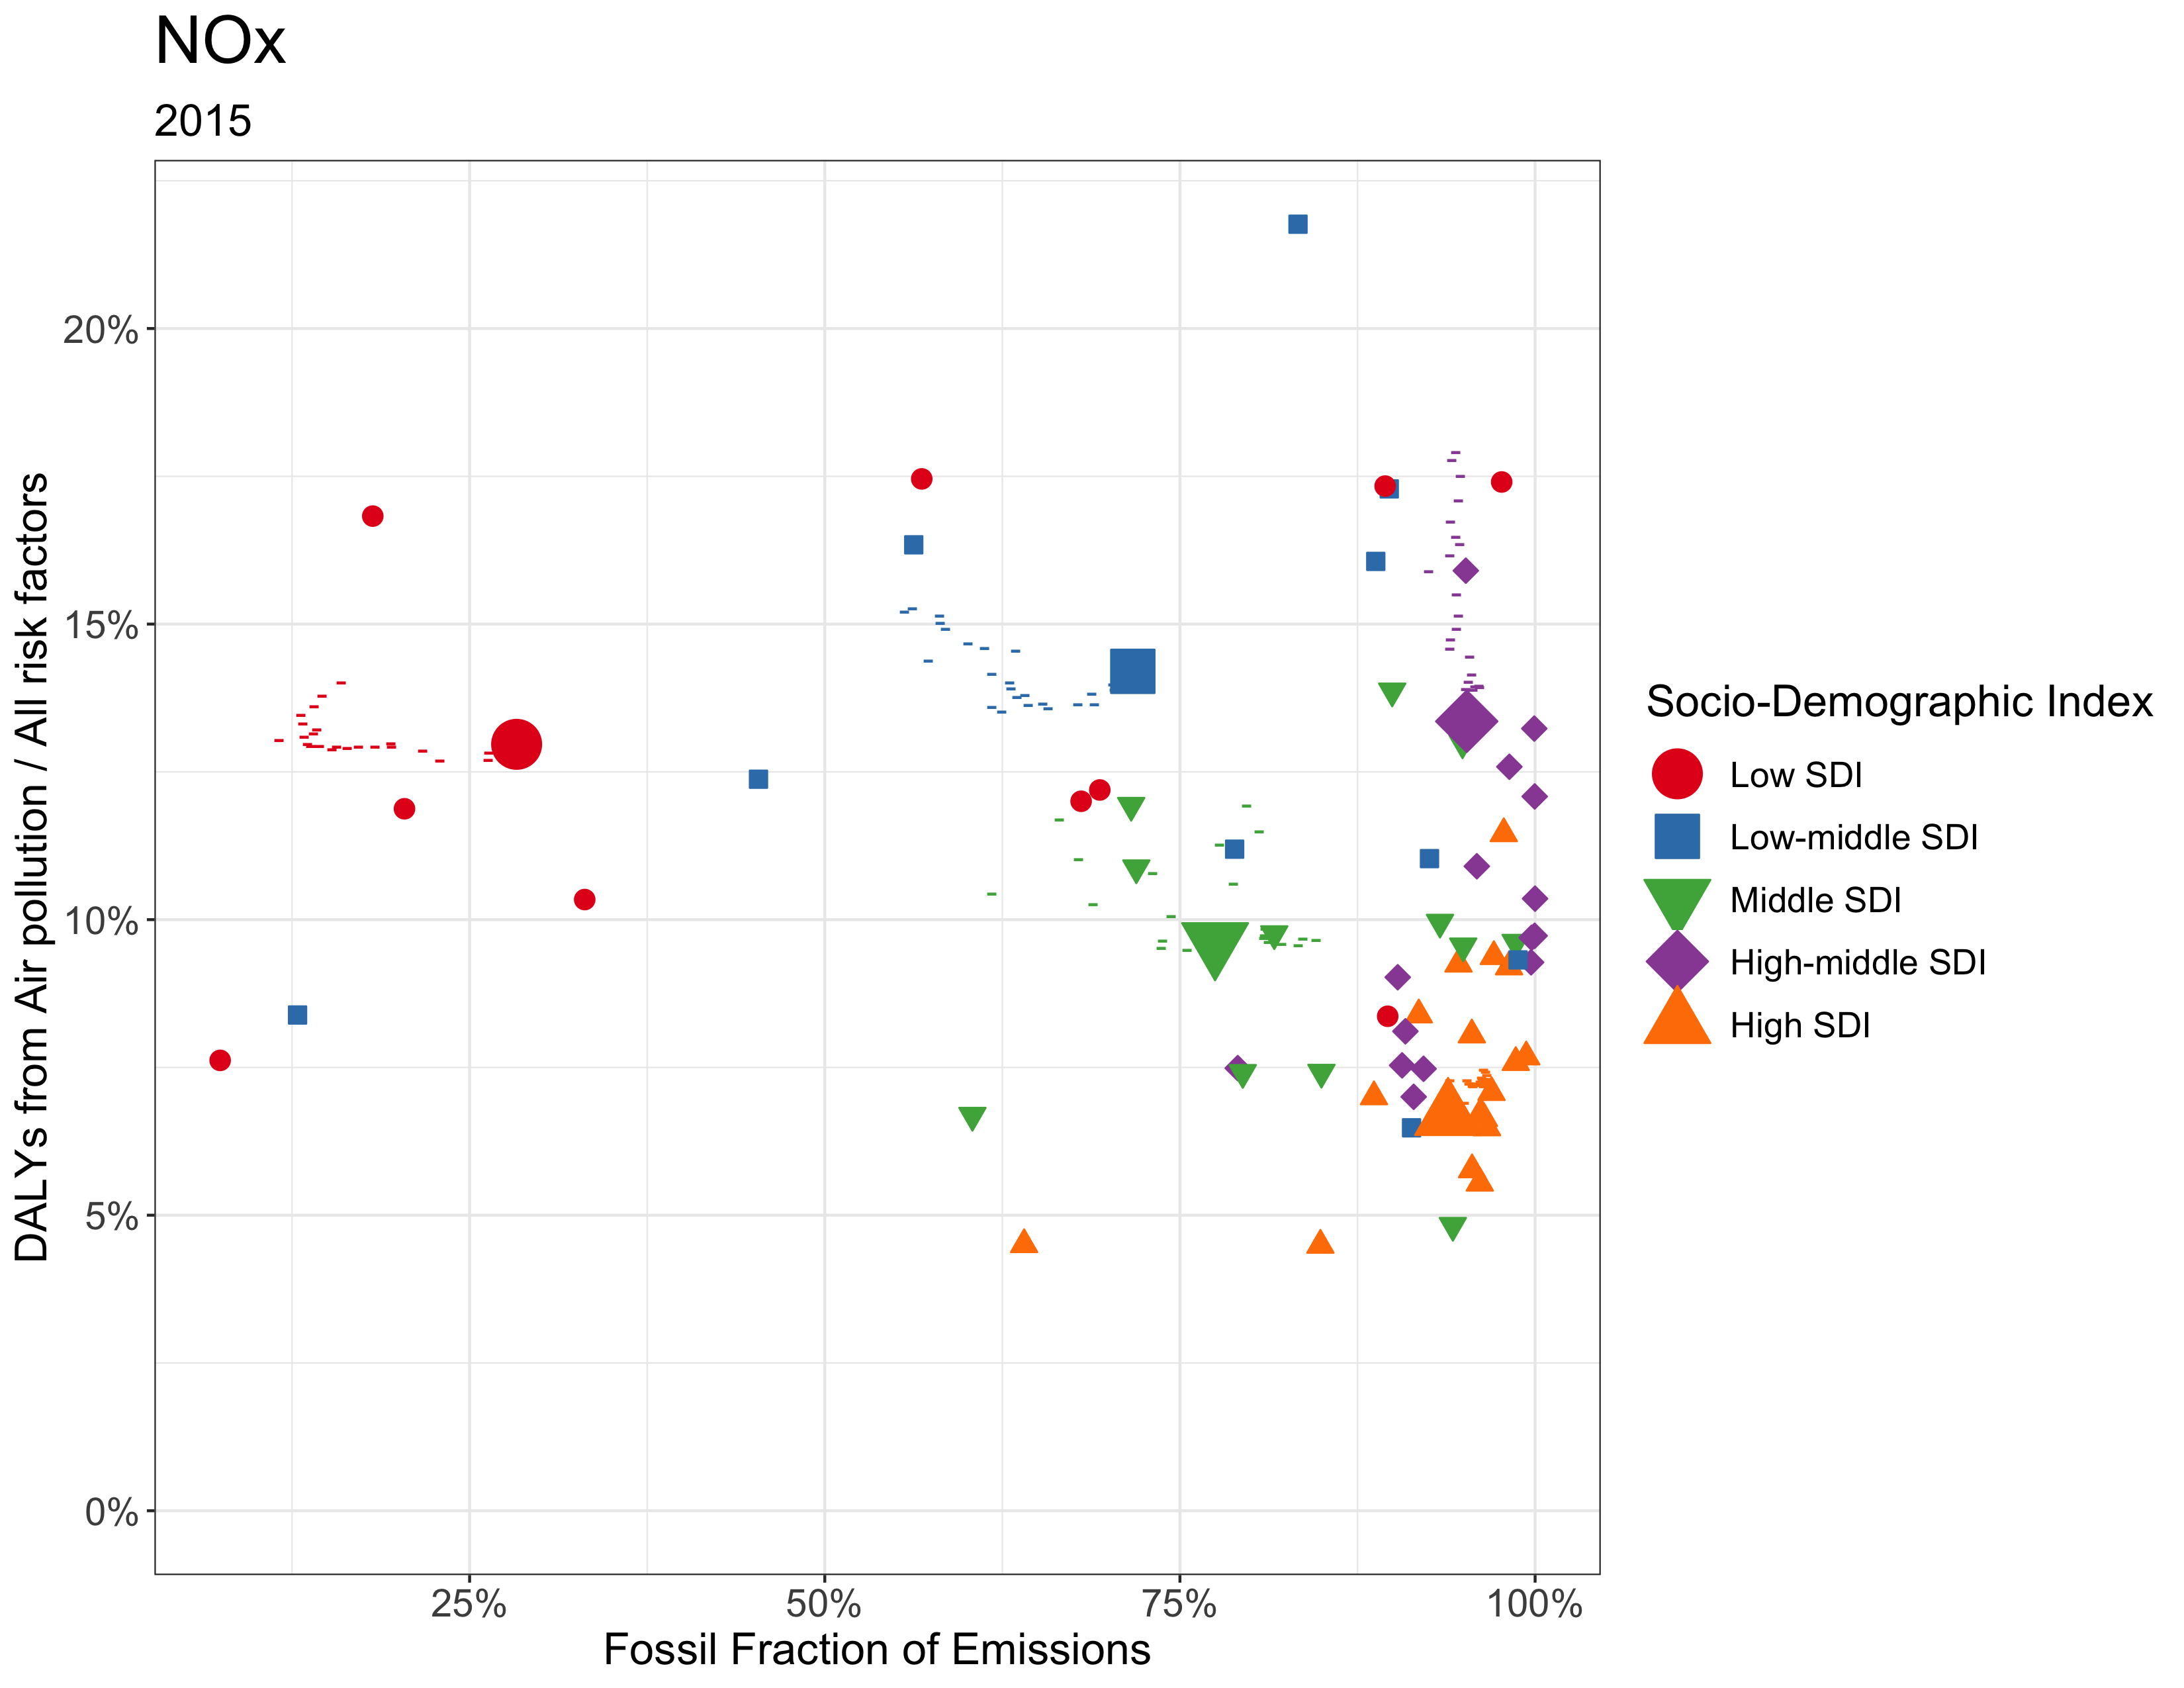 NOx
2015
DALYs from Air pollution / All risk factors
20%
15%
10%
5%
0%
25%
50%
75%
100%
Fossil Fraction of Emissions
Socio-Demographic Index
Low SDI
Low-middle SDI
Middle SDI
High-middle SDI
High SDI